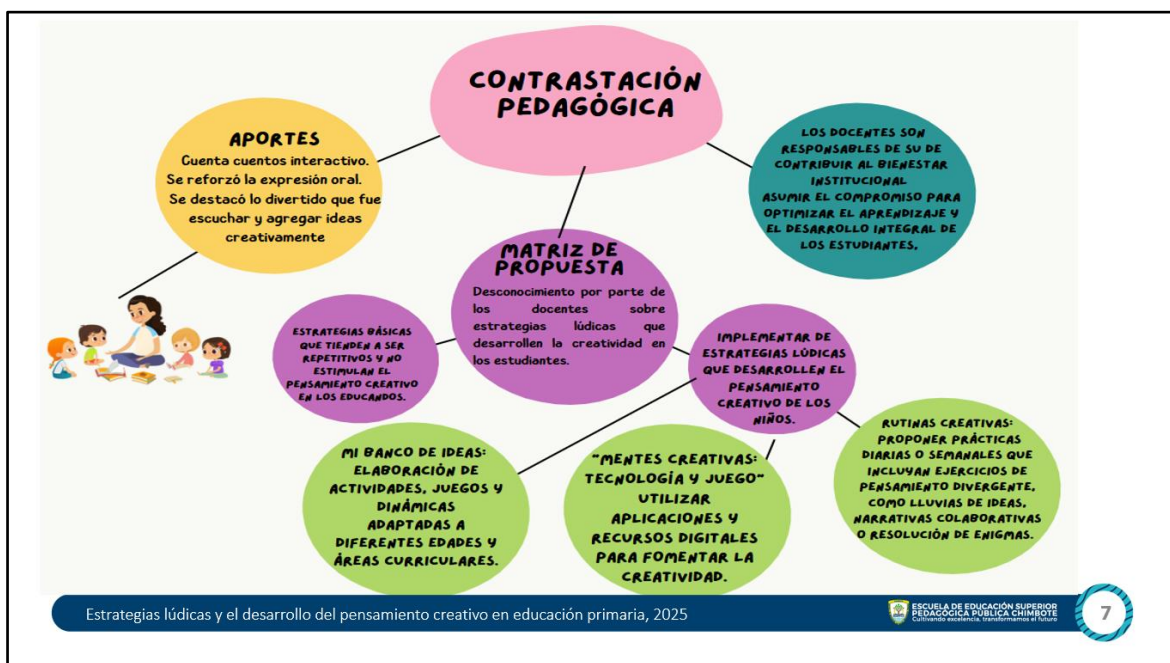 CONTRASTACIÓN
PEDAGÓGICA
APORTES
Cuenta cuentos interactivo.
Se reforzó la expresión oral.
Se destacó lo divertido que fue
escuchar y agregar ideas
creativamente
LOS DOCENTES SON
RESPONSABLES DE SU DE
CONTRIBUIR AL BIENESTAR
INSTITUCIONAL
ASUMIR EL COMPROMISO PARA
OPTIMIZAR EL APRENDIZAJE Y
EL DESARROLLO INTEGRAL DE
LOS ESTUDIANTES,
MATRIZ DE
PROPUESTA
Desconocimiento por parte de
los docentes sobre
estrategias lúdicas que
desarrollen la creatividad en
los estudiantes.
ESTRATEGIAS BÁSICAS
QUE TIENDEN A SER
REPETITIVOS Y NO
ESTIMULAN EL
PENSAMIENTO CREATIVO
EN LOS EDUCANDOS.
IMPLEMENTAR DE
ESTRATEGIAS LÚDICAS
QUE DESARROLLEN EL
PENSAMIENTO
CREATIVO DE LOS
NIÑOS.
MI BANCO DE IDEAS:
ELABORACIÓN DE
ACTIVIDADES, JUEGOS Y
DINÁMICAS
ADAPTADAS A
DIFERENTES EDADES Y
ÁREAS CURRICULARES.
"MENTES CREATIVAS:
TECNOLOGÍA Y JUEGO"
UTILIZAR
APLICACIONES Y
RECURSOS DIGITALES
PARA FOMENTAR LA
CREATIVIDAD.
RUTINAS CREATIVAS:
PROPONER PRÁCTICAS
DIARIAS O SEMANALES QUE
INCLUYAN EJERCICIOS DE
PENSAMIENTO DIVERGENTE,
COMO LLUVIAS DE IDEAS,
NARRATIVAS COLABORATIVAS
O RESOLUCIÓN DE ENIGMAS.
Estrategias lúdicas y el desarrollo del pensamiento creativo en educación primaria, 2025
ESCUELA DE EDUCACIÓN SUPERIOR
PEDAGÓGICA PÚBLICA CHIMBOTE
Cultivando excelencia, transformamos el futuro
7